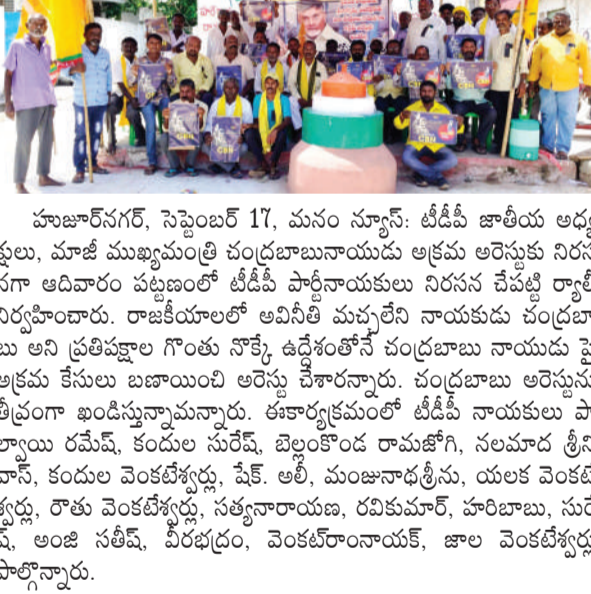 హుజూర్‌నగర్, సెప్టెంబర్ 17, మనం న్యూస్: టీడీపీ జాతీయ అధ్య
క్షులు, మాజీ ముఖ్యమంత్రి చంద్రబాబునాయుడు అక్రమ అరెస్టుకు నిరస
నగా ఆదివారం పట్టణంలో టీడీపీ పార్టీనాయకులు నిరసన చేపట్టి ర్యాలీ
నిర్వహించారు. రాజకీయాలలో అవినీతి మచ్చలేని నాయకుడు చంద్రబా
బు అని ప్రతిపక్షాల గొంతు నొక్కే ఉద్దేశంతోనే చంద్రబాబు నాయుడు పై
అక్రమ కేసులు బణాయించి అరెస్టు చేశారన్నారు. చంద్రబాబు అరెస్టును
తీవ్రంగా ఖండిస్తున్నామన్నారు. ఈకార్యక్రమంలో టీడీపీ నాయకులు పా
ల్వాయి రమేష్, కందుల సురేష్, బెల్లంకొండ రామజోగి, నలమాద శ్రీని
వాస్, కందుల వెంకటేశ్వర్లు, షేక్. అలీ, మంజునాథశ్రీను, యలక వెంకటే
శ్వర్లు, రౌతు వెంకటేశ్వర్లు, సత్యనారాయణ, రవికుమార్, హరిబాబు, సురే
ష్, అంజి సతీష్, వీరభద్రం, వెంకట్‌రాంనాయక్, జాల వెంకటేశ్వర్లు
పాల్గొన్నారు.